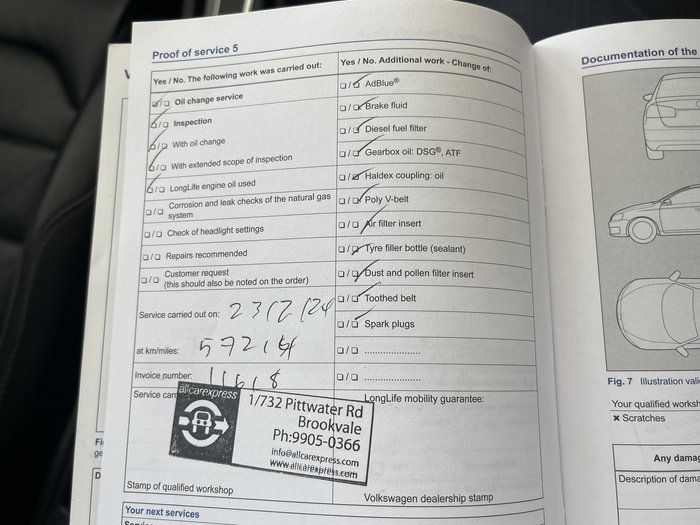 Proof of service 5
Yes / No. The following work was carried out:
Oil change service
Inspection
With oil change
With extended scope of inspection
LongLife engine oil used
Corrosion and leak checks of the natural gas
system
Check of headlight settings
Repairs recommended
Customer request
(this should also be noted on the order)
Service carried out on:
at km/miles:
Invoice number: 11618
Service carr
allcarexpress
1/732 Pittwater Rd
Brookvale
Ph:9905-0366
info@allcarexpress.com
www.allcarexpress.com
Stamp of qualified workshop
Your next services
Yes / No. Additional work - Change of:
AdBlue®
Brake fluid
Diesel fuel filter
Gearbox oil: DSG®, ATF
Haldex coupling: oil
Poly V-belt
Air filter insert
Tyre filler bottle (sealant)
Dust and pollen filter insert
Toothed belt
Spark plugs
.....................
.....................
LongLife mobility guarantee:
Volkswagen dealership stamp
Documentation of the
Fig. 7 Illustration vali
Your qualified worksh
× Scratches
Any damag
Description of dama